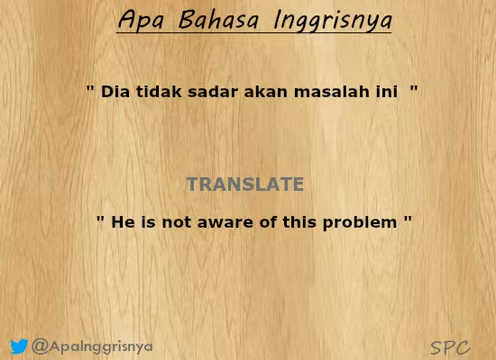 Apa Bahasa Inggrisnya
" Dia tidak sadar akan masalah ini "
TRANSLATE
" He is not aware of this problem "
@ApaInggrisnya
SPC